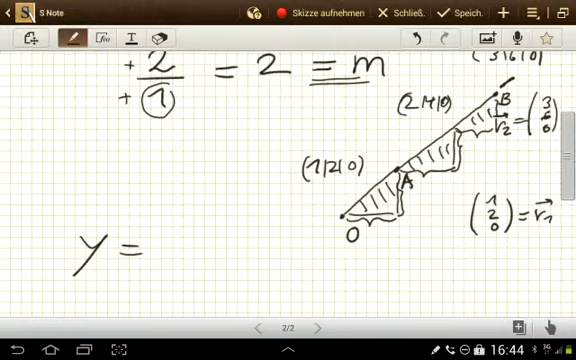 S Note
Skizze aufnehmen
Schließ.
Speich.
+2 / +1 = 2 = m
(3|6|0)
(2|4|0)
B
r₂ = (3 6 0)
(1|2|0)
A
(1 2 0) = r₁
O
y =
2/2
3G
16:44